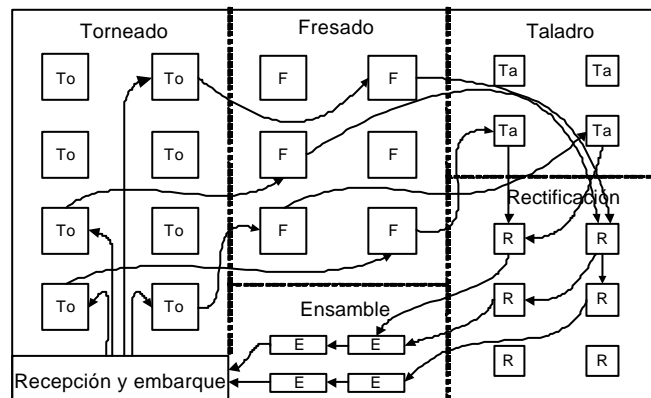 Torneado
Fresado
Taladro
To To F F Ta Ta
To To F F Ta Ta
Rectificación
To To F F R R
Ensamble
To To R R
E E
Recepción y embarque E E R R